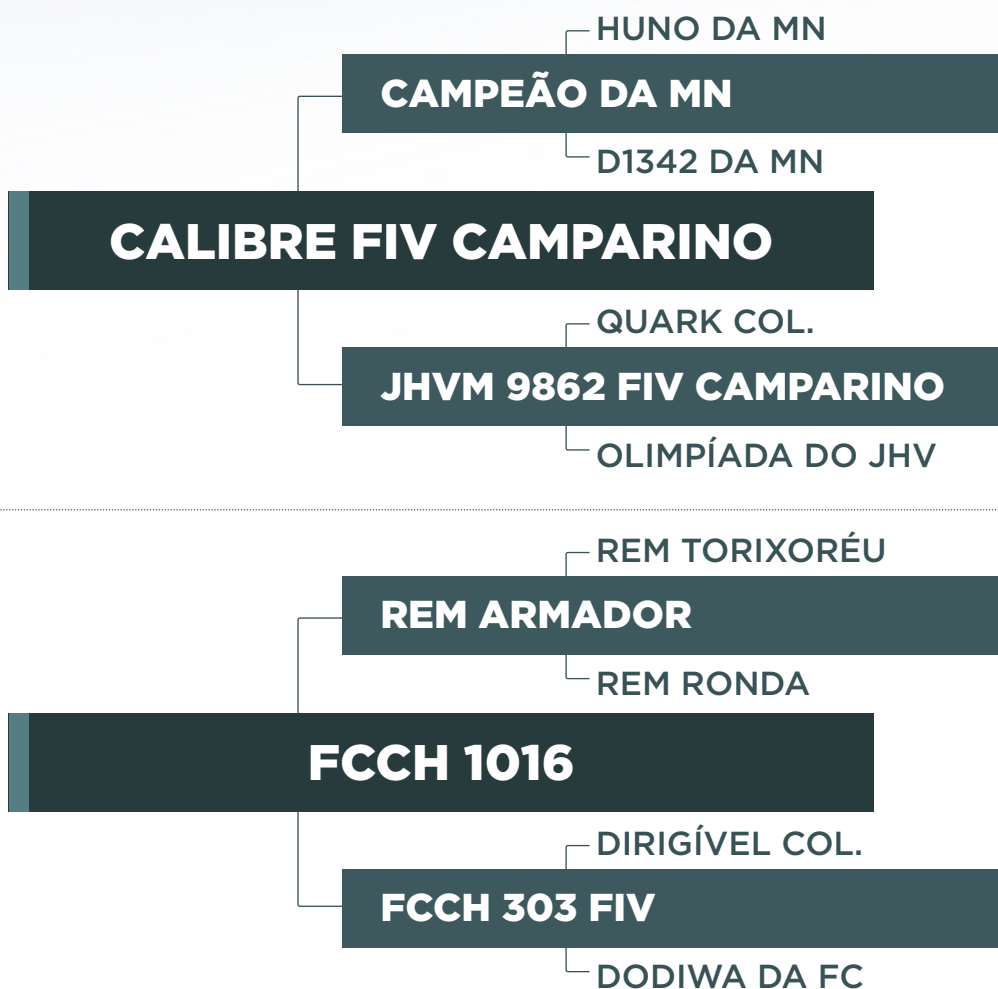 HUNO DA MN
CAMPEÃO DA MN
D1342 DA MN
CALIBRE FIV CAMPARINO
QUARK COL.
JHVM 9862 FIV CAMPARINO
OLIMPÍADA DO JHV
REM TORIXORÉU
REM ARMADOR
REM RONDA
FCCH 1016
DIRIGÍVEL COL.
FCCH 303 FIV
DODIWA DA FC